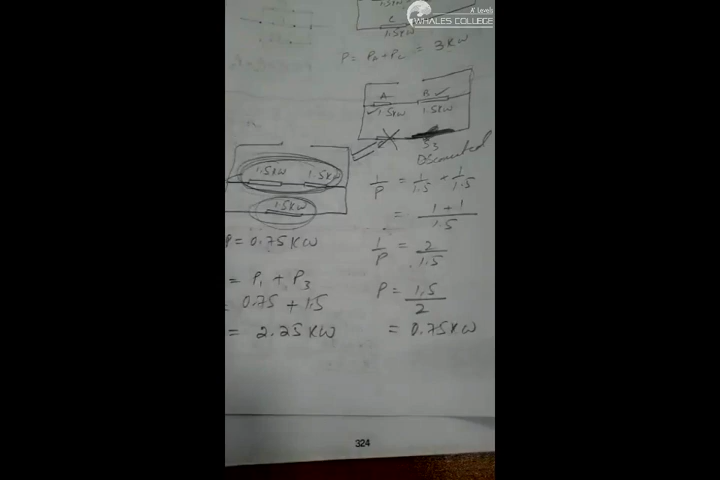 A Levels
WHALES COLLEGE
C
1.5KW
P = PA + PC = 3KW
A B
1.5KW 1.5KW
S3
1.5KW 1.5KW
1.5KW
P = 0.75KW
= P1 + P3
= 0.75 + 1.5
= 2.25KW
1/P = 1/1.5 + 1/1.5
= 1+1/1.5
1/P = 2/1.5
P = 1.5/2
= 0.75KW
324